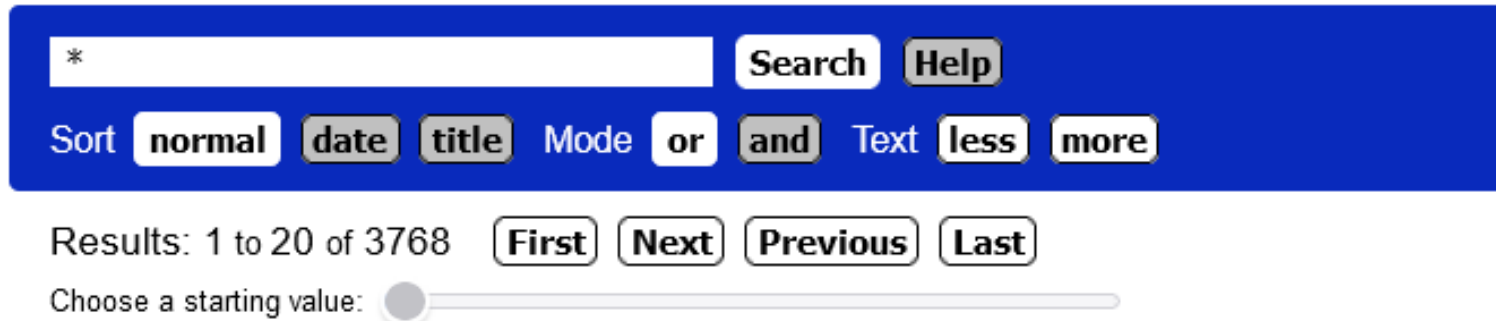 * Search Help
Sort normal date title Mode or and Text less more
Results: 1 to 20 of 3768 First Next Previous Last
Choose a starting value: